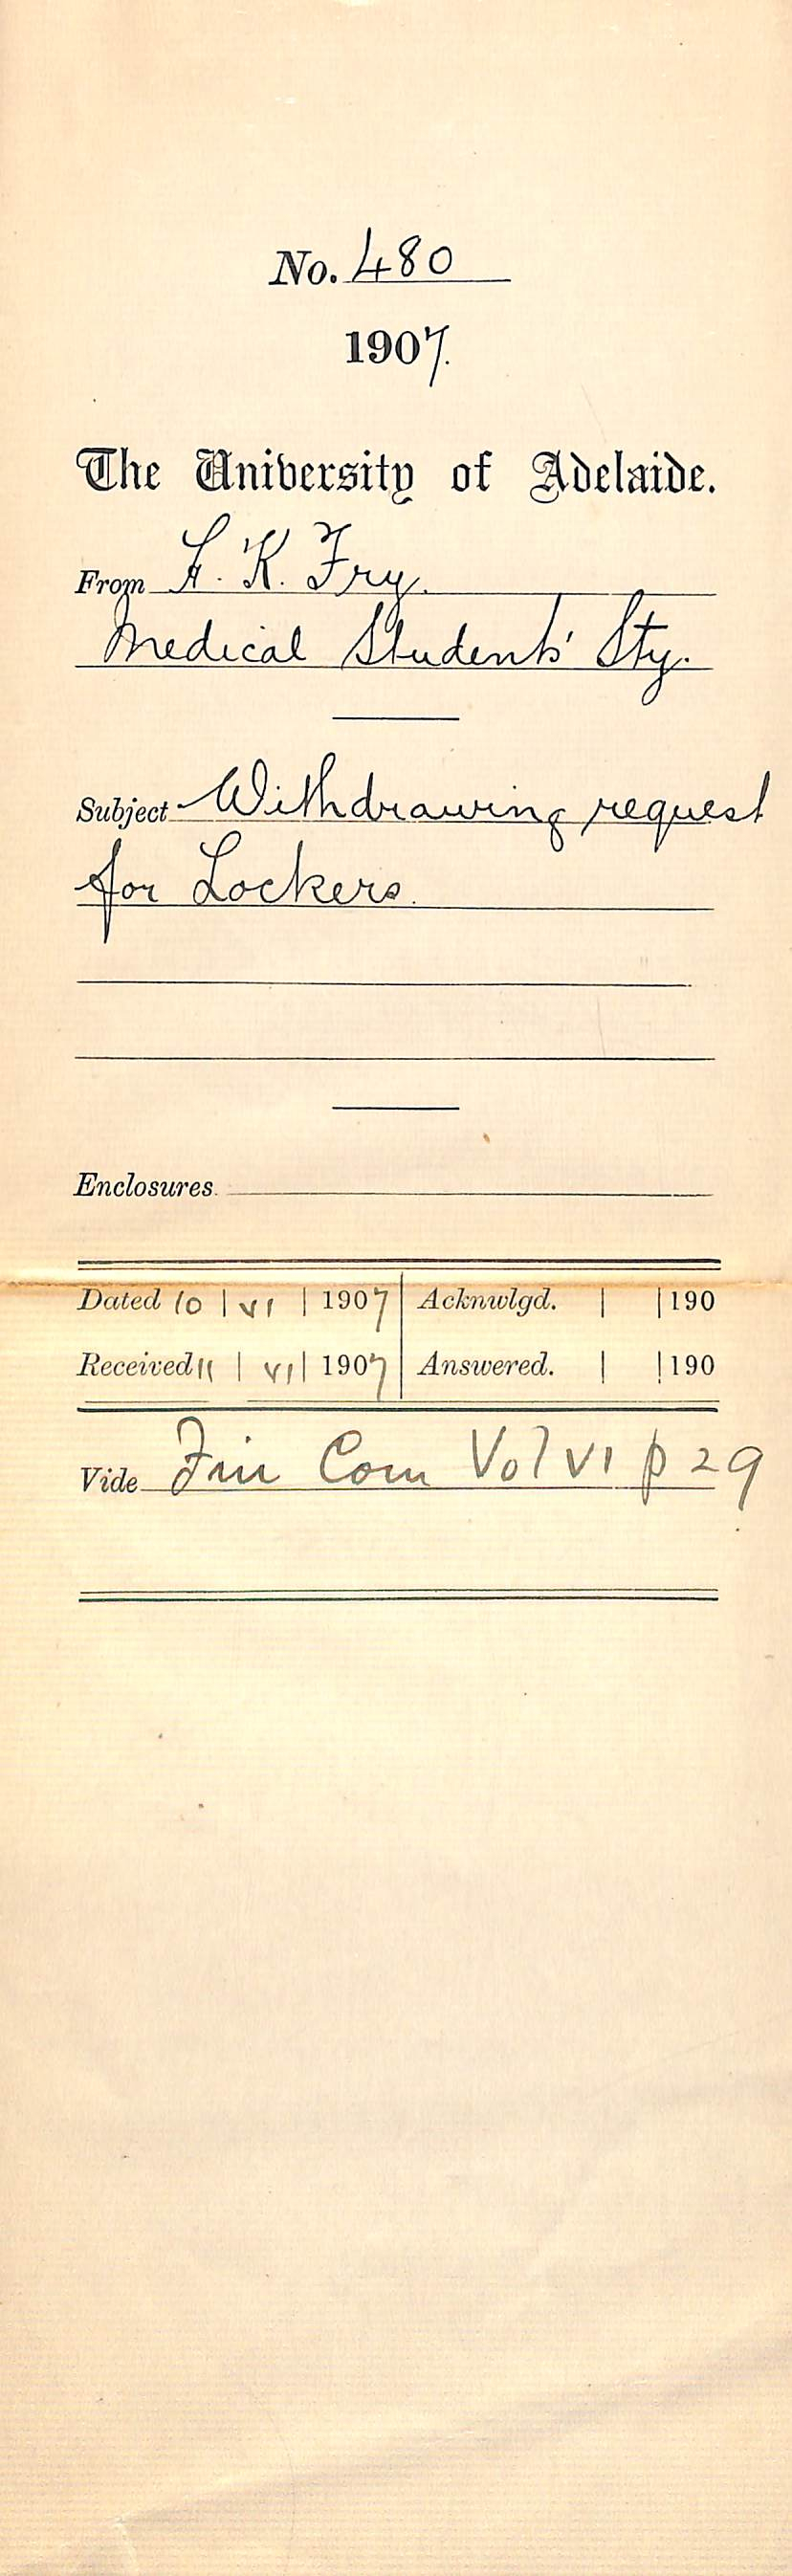 No. 480
1907.
The University of Adelaide.
From H. K. Fry.
Medical Students' Sty.
Subject Withdrawing request
for Lockers.
Enclosures.
Dated 10 | VI | 1907 | Acknwlgd. | | 190
Received 11 | VI | 1907 | Answered. | | 190
Vide Fin Com Vol VI p 29